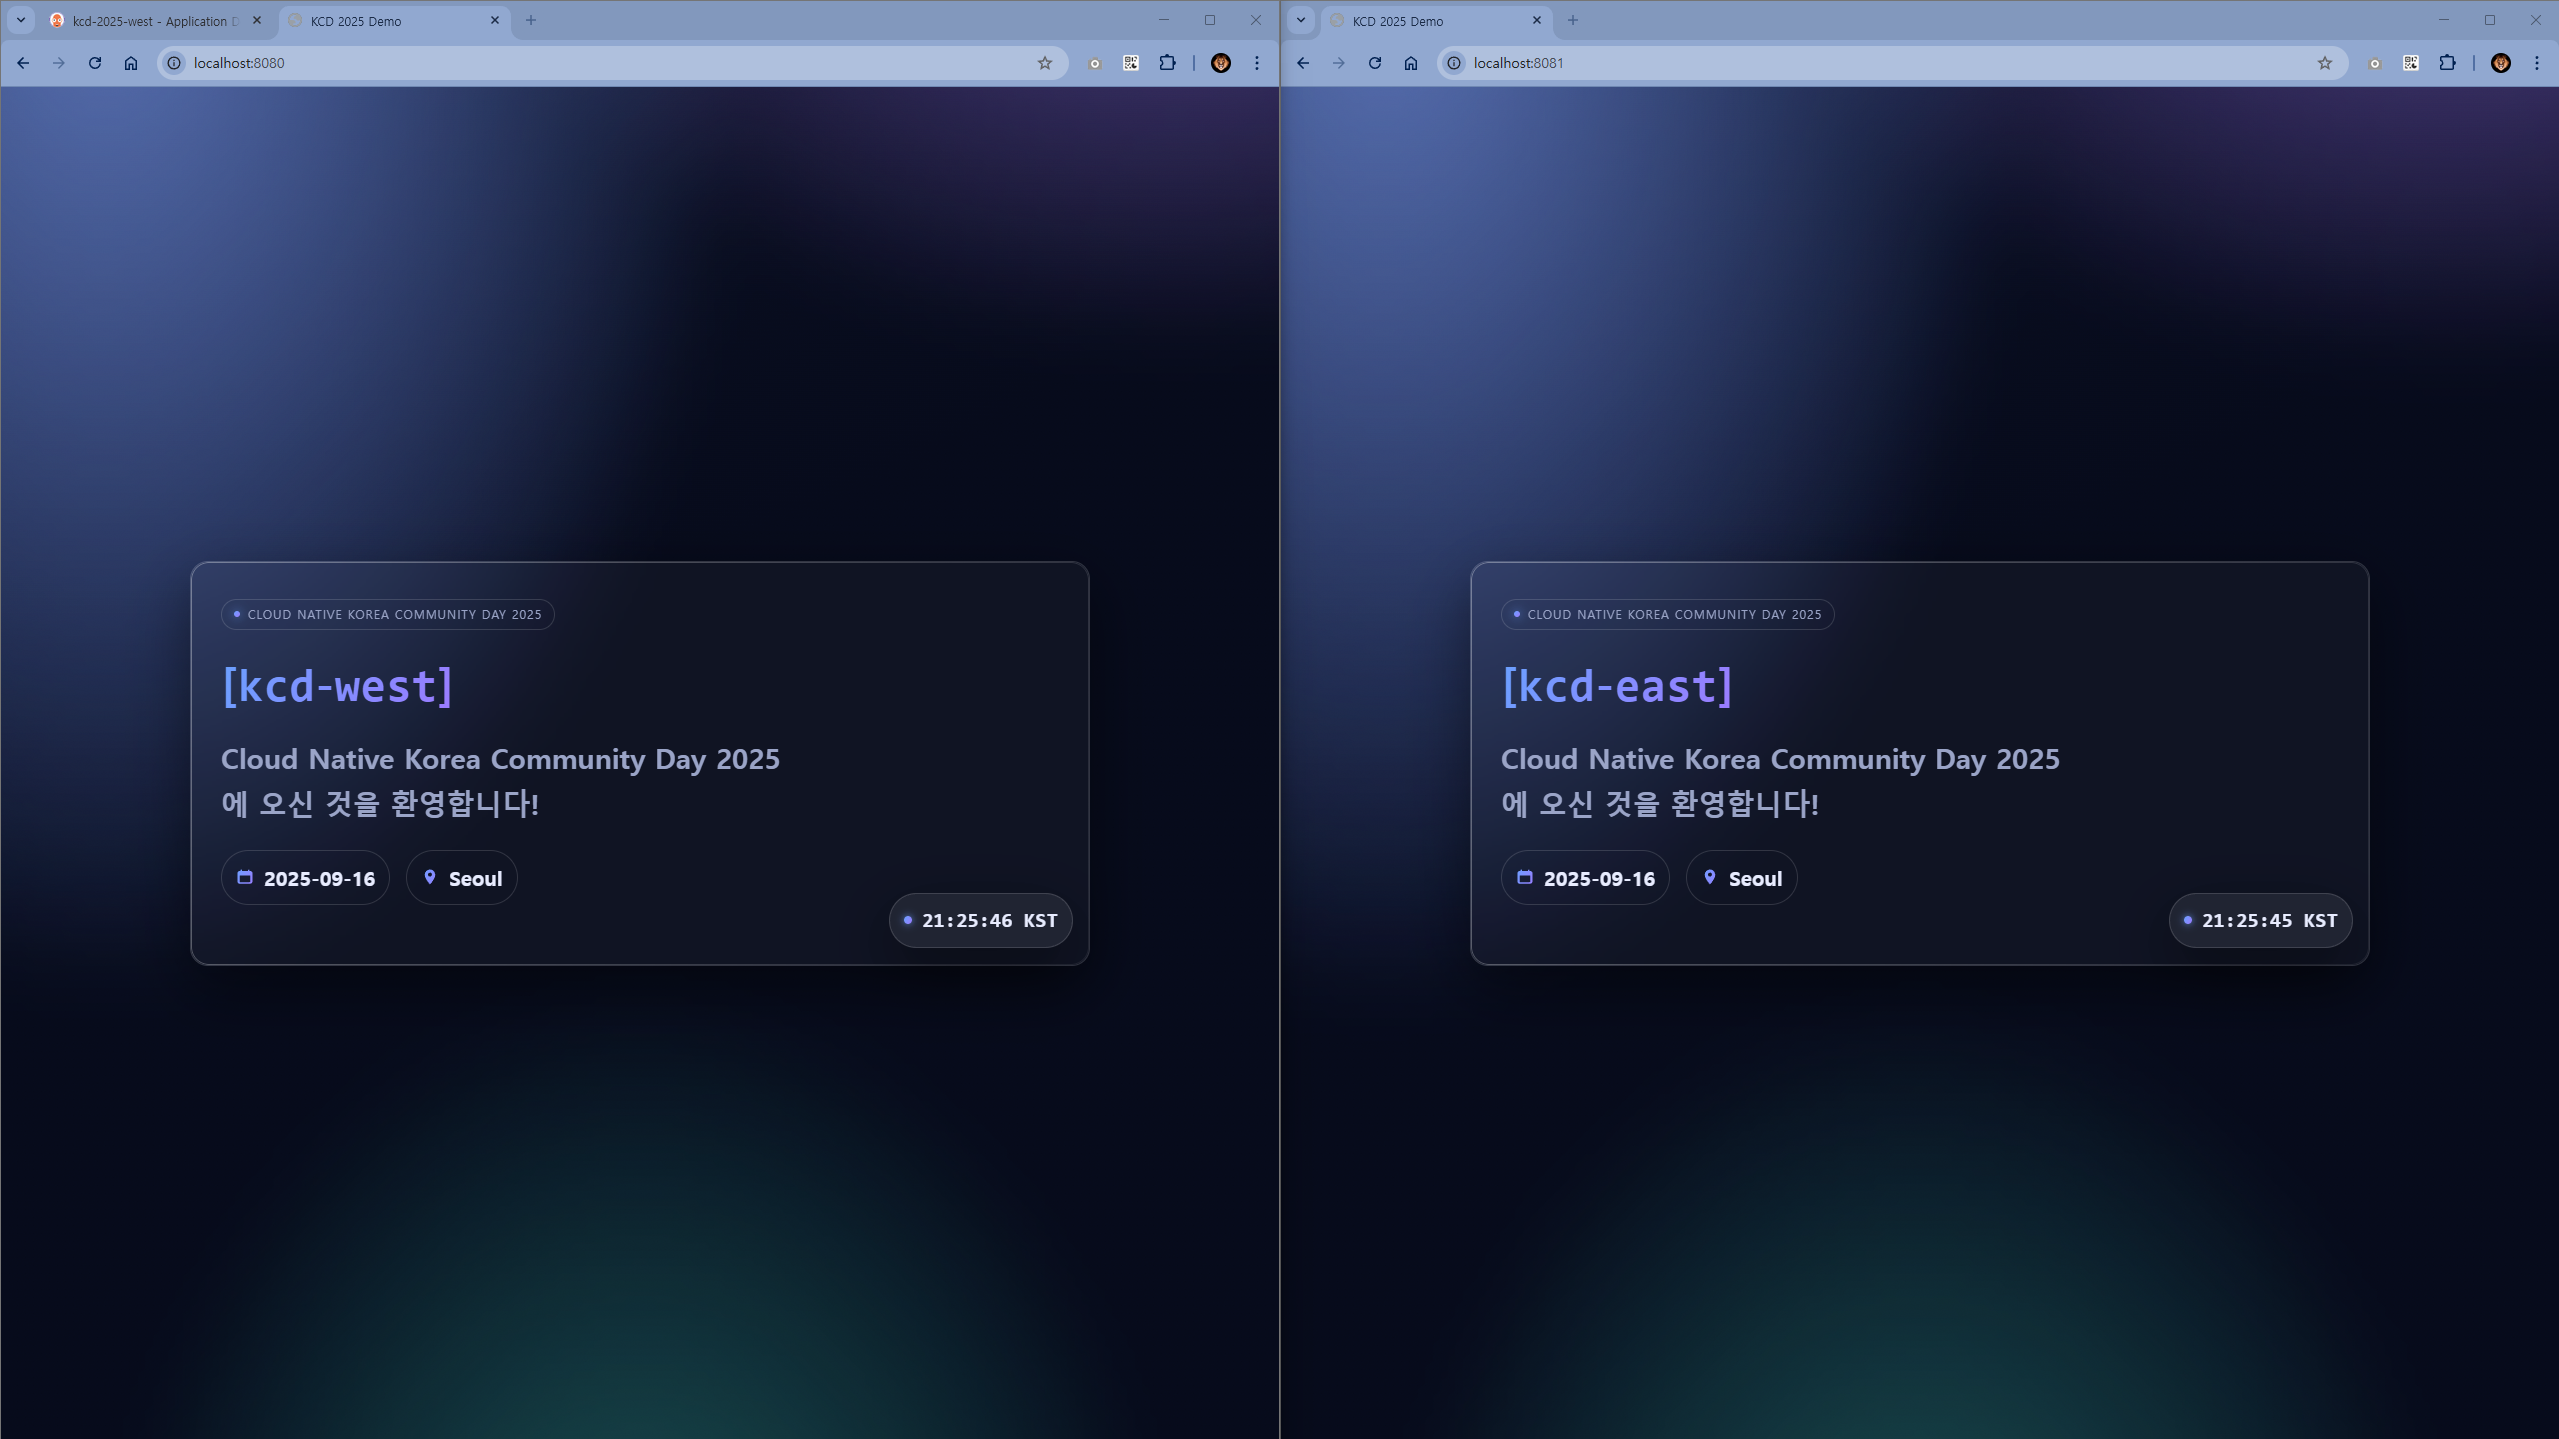 kcd-2025-west - Application D
KCD 2025 Demo
localhost:8080
CLOUD NATIVE KOREA COMMUNITY DAY 2025
[kcd-west]
Cloud Native Korea Community Day 2025
에 오신 것을 환영합니다!
2025-09-16
Seoul
21:25:46 KST
KCD 2025 Demo
localhost:8081
CLOUD NATIVE KOREA COMMUNITY DAY 2025
[kcd-east]
Cloud Native Korea Community Day 2025
에 오신 것을 환영합니다!
2025-09-16
Seoul
21:25:45 KST